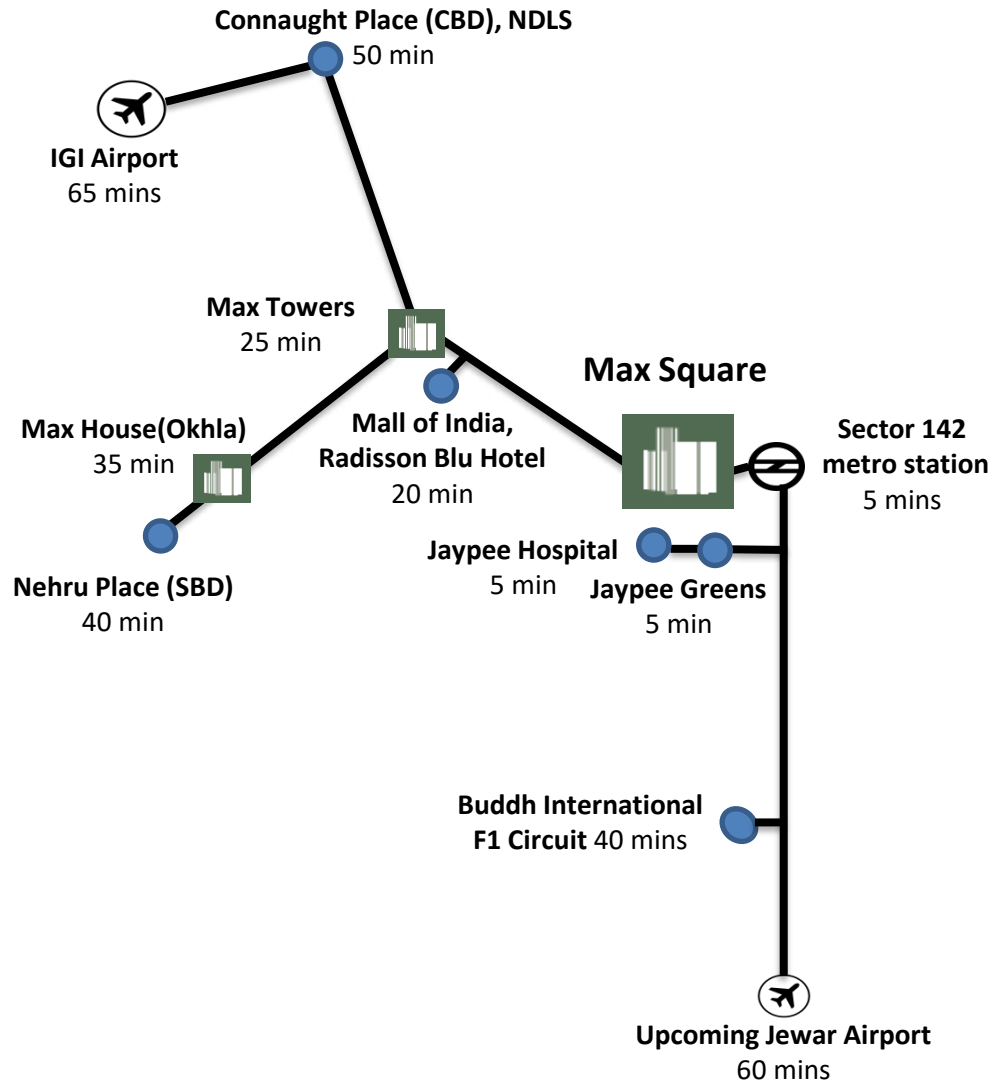 Connaught Place (CBD), NDLS
50 min
IGI Airport
65 mins
Max Towers
25 min
Max Square
Mall of India,
Radisson Blu Hotel
20 min
Max House(Okhla)
35 min
Sector 142
metro station
5 mins
Nehru Place (SBD)
40 min
Jaypee Hospital
5 min
Jaypee Greens
5 min
Buddh International
F1 Circuit 40 mins
Upcoming Jewar Airport
60 mins